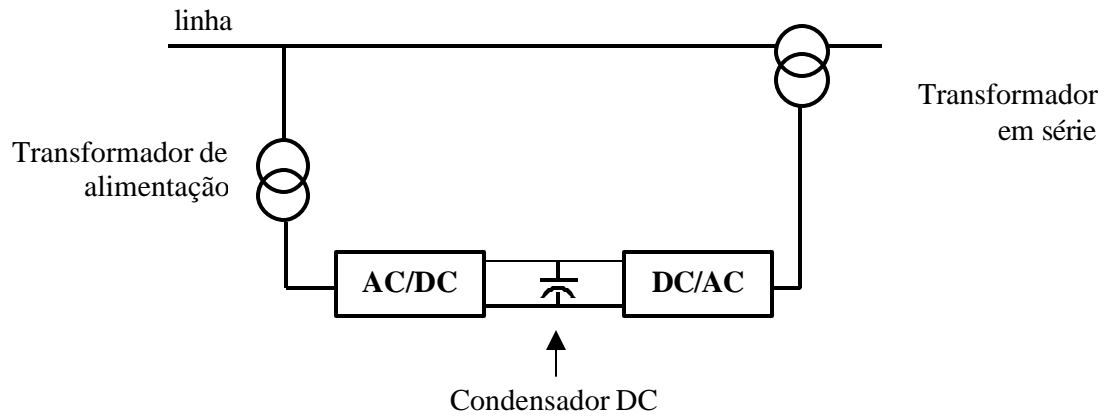 linha
Transformador
em série
Transformador de
alimentação
AC/DC
DC/AC
Condensador DC